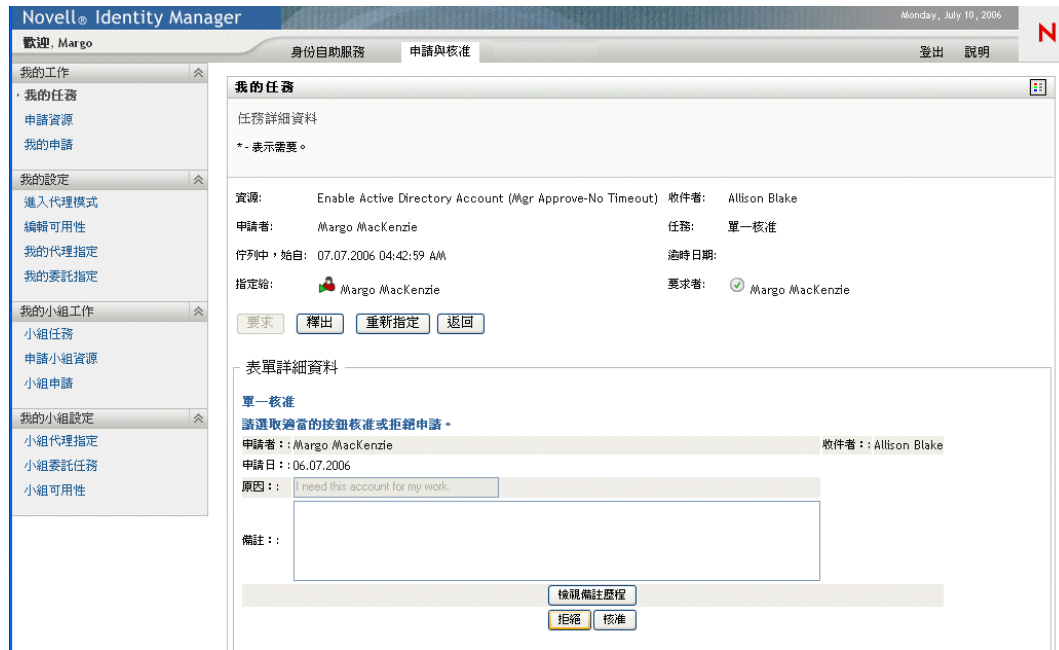 Novell® Identity Manager
Monday, July 10, 2006
N
歡迎, Margo
身份自助服務
申請與核准
登出
說明
我的工作
我的任務
申請資源
我的申請
我的設定
進入代理模式
編輯可用性
我的代理指定
我的委託指定
我的小組工作
小組任務
申請小組資源
小組申請
我的小組設定
小組代理指定
小組委託任務
小組可用性
我的任務
任務詳細資料
* - 表示需要。
資源: Enable Active Directory Account (Mgr Approve-No Timeout) 收件者: Allison Blake
申請者: Margo MacKenzie 任務: 單一核准
佇列中，始自: 07.07.2006 04:42:59 AM 逾時日期:
指定給: Margo MacKenzie 要求者: Margo MacKenzie
要求 釋出 重新指定 返回
表單詳細資料
單一核准
請選取適當的按鈕核准或拒絕申請。
申請者：: Margo MacKenzie 收件者：: Allison Blake
申請日：: 06.07.2006
原因：: I need this account for my work.
備註：:
檢視備註歷程
拒絕 核准